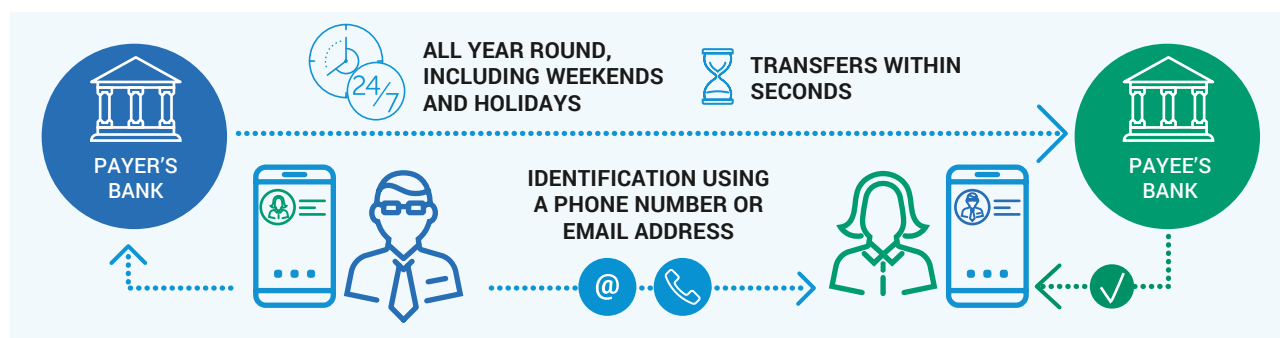 ALL YEAR ROUND,
INCLUDING WEEKENDS
AND HOLIDAYS
24/7
TRANSFERS WITHIN
SECONDS
PAYER'S
BANK
PAYEE'S
BANK
IDENTIFICATION USING
A PHONE NUMBER OR
EMAIL ADDRESS
@